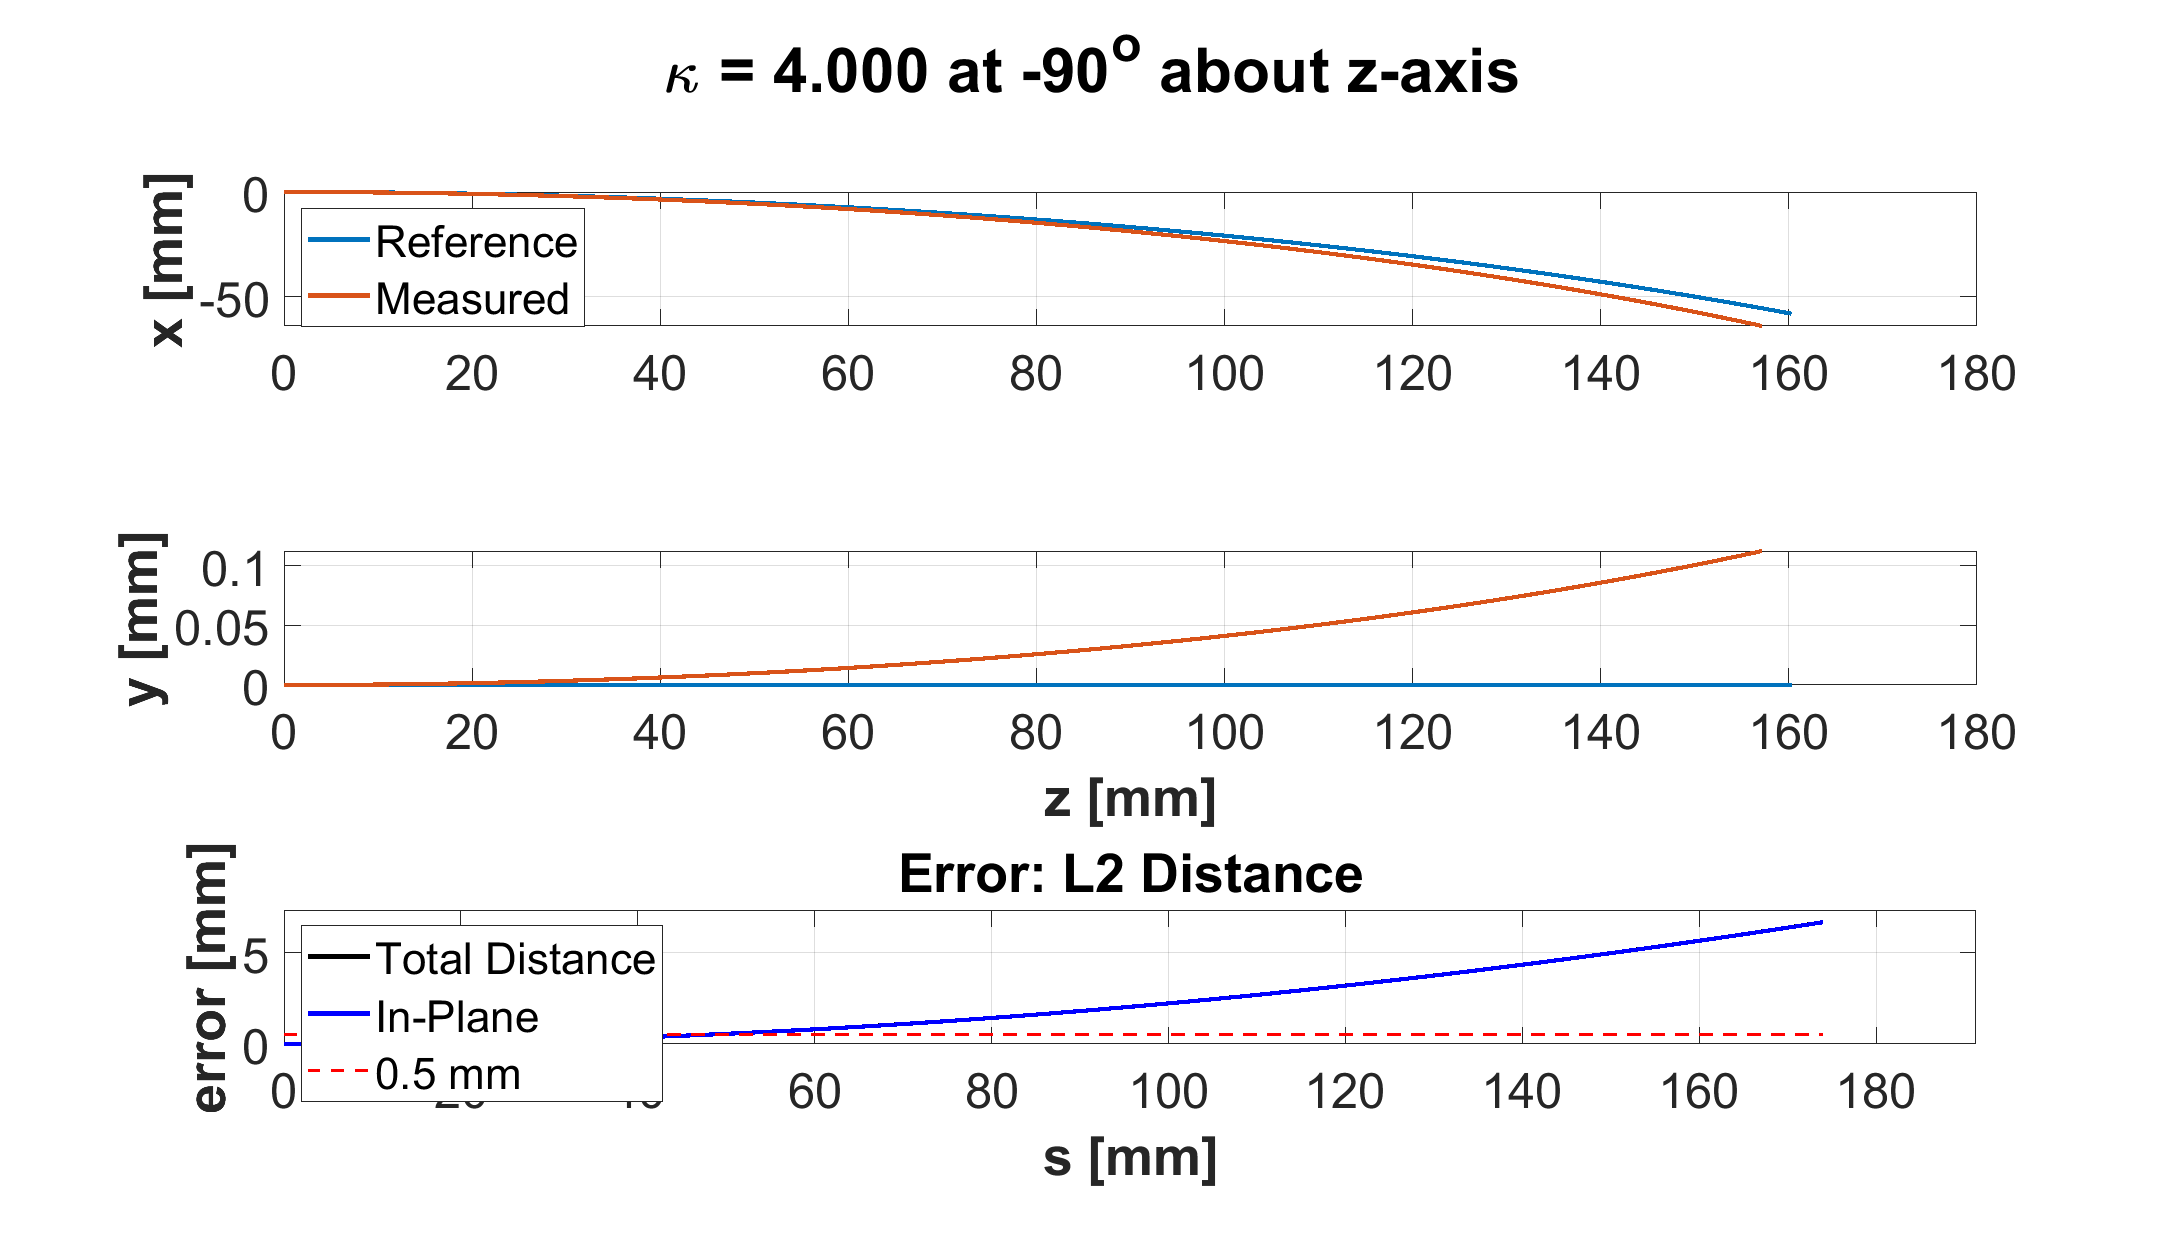 κ = 4.000 at -90° about z-axis
x [mm]
0
-50
Reference
Measured
0 20 40 60 80 100 120 140 160 180
y [mm]
0.1
0.05
0
0 20 40 60 80 100 120 140 160 180
z [mm]
Error: L2 Distance
error [mm]
5
0
Total Distance
In-Plane
0.5 mm
0 20 40 60 80 100 120 140 160 180
s [mm]